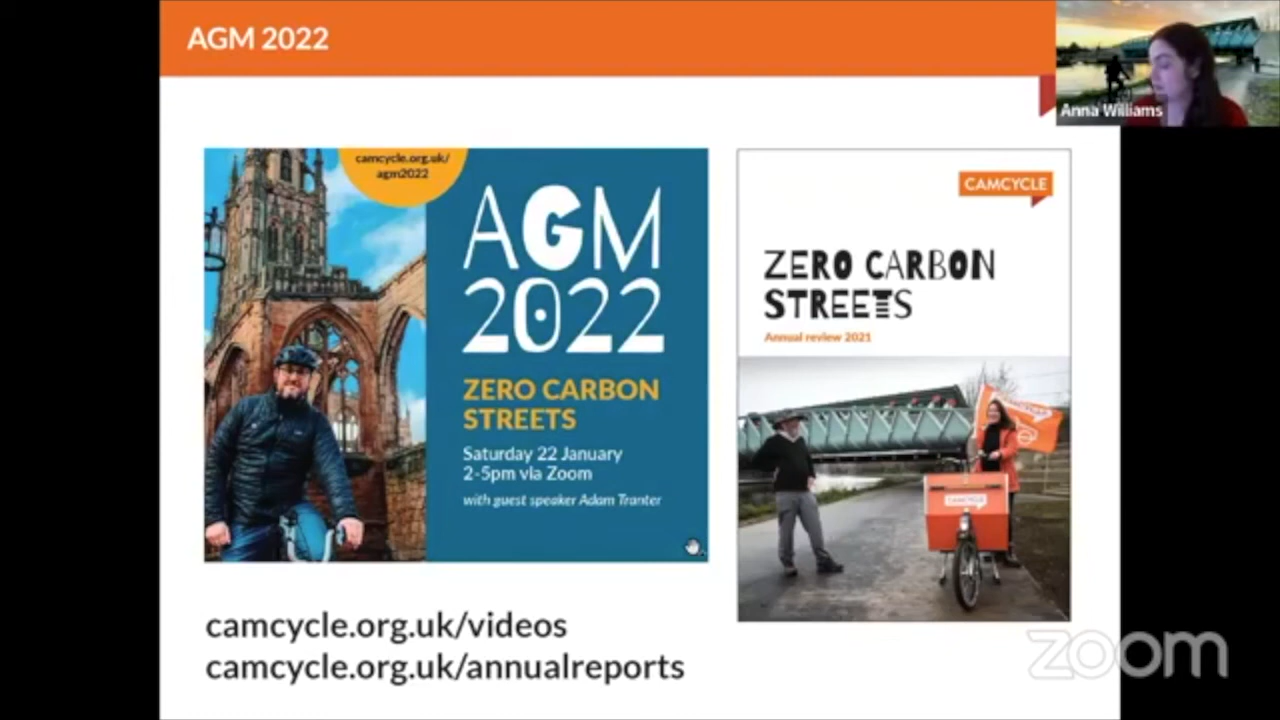 AGM 2022
Anna Williams
camcycle.org.uk/
agm2022
AGM
2022
ZERO CARBON
STREETS
Saturday 22 January
2-5pm via Zoom
with guest speaker Adam Tranter
CAMCYCLE
ZERO CARBON
STREETS
Annual review 2021
CAMCYCLE
camcycle.org.uk/videos
camcycle.org.uk/annualreports
zoom